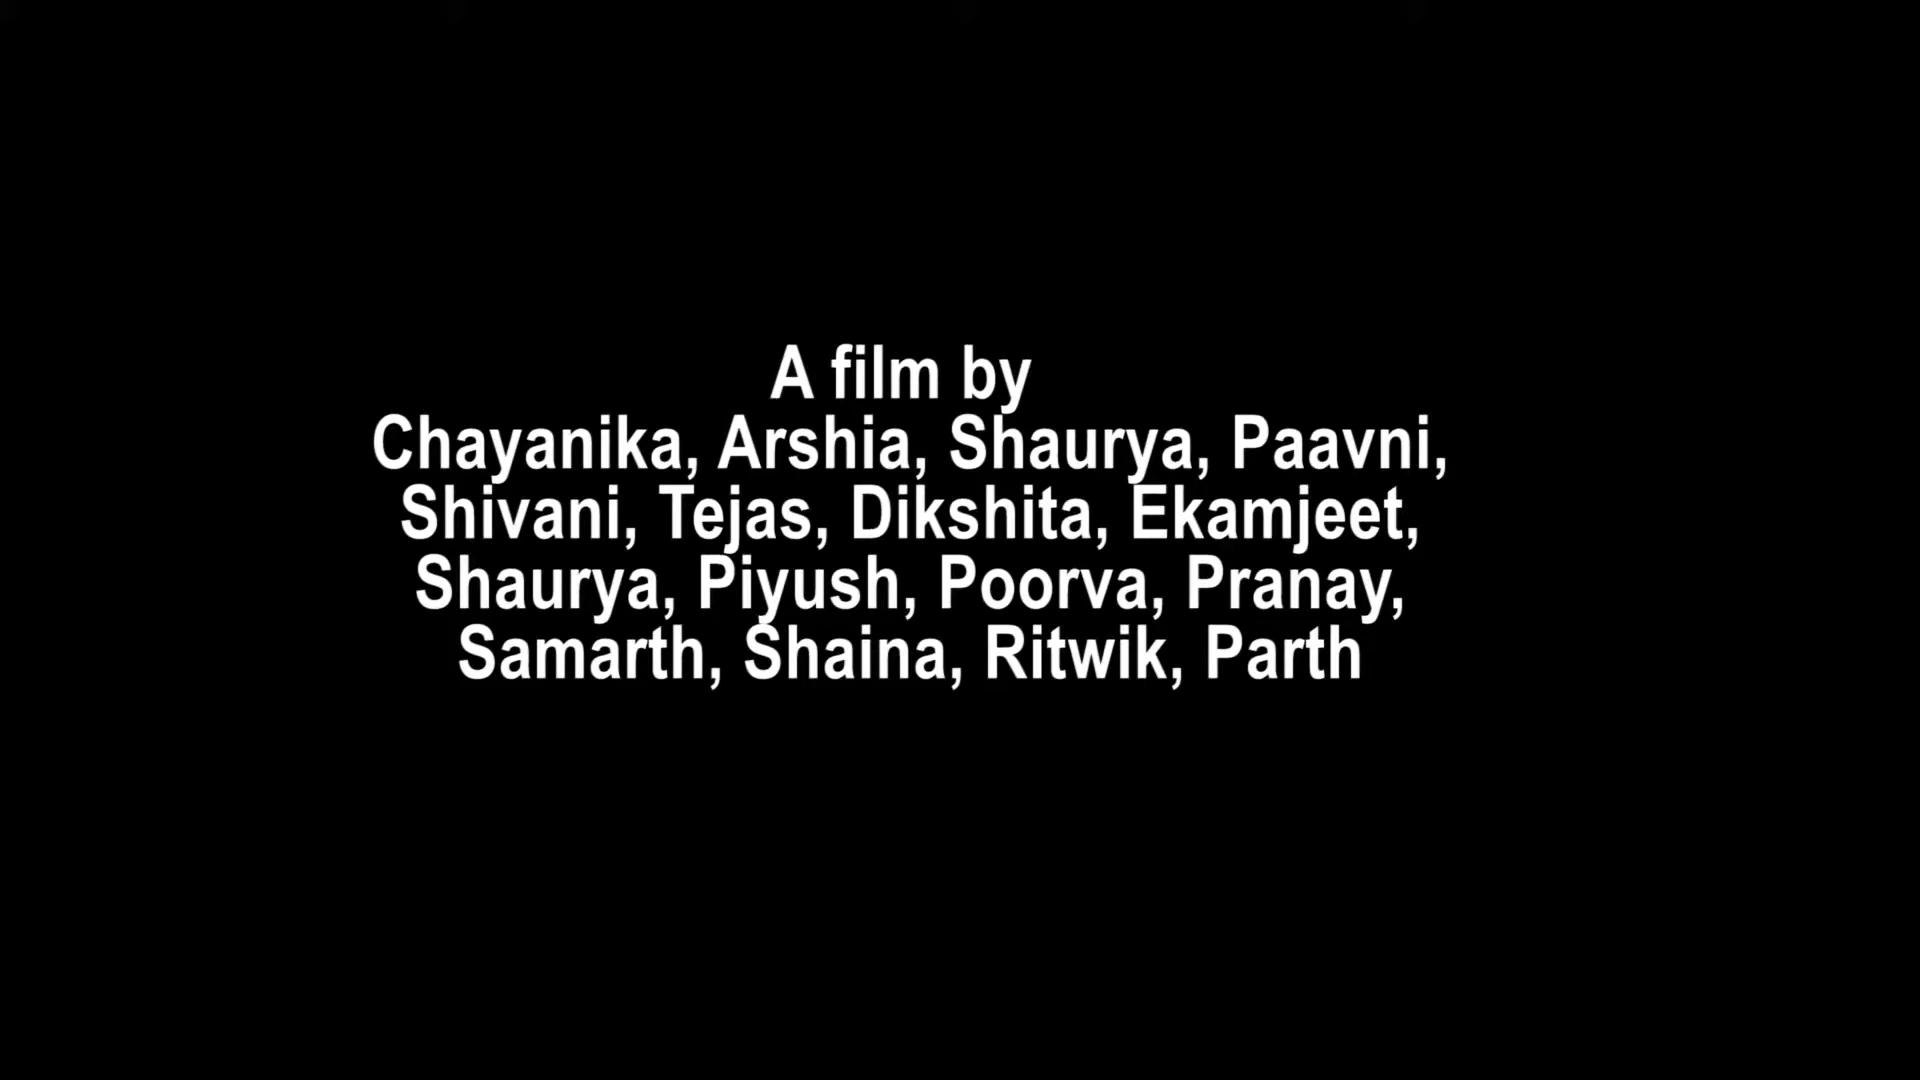 A film by
Chayanika, Arshia, Shaurya, Paavni,
Shivani, Tejas, Dikshita, Ekamjeet,
Shaurya, Piyush, Poorva, Pranay,
Samarth, Shaina, Ritwik, Parth